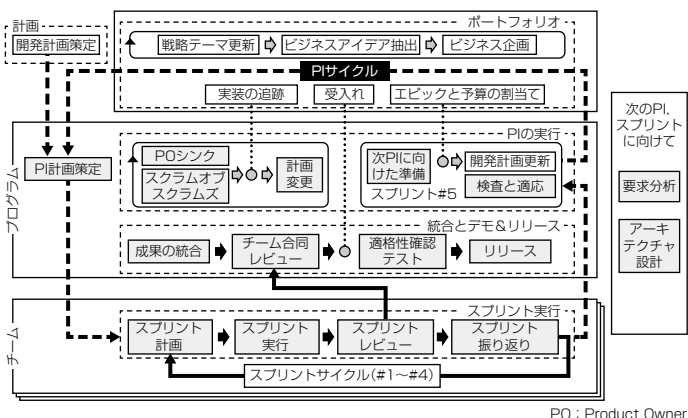 計画
開発計画策定
ポートフォリオ
戦略テーマ更新
ビジネスアイデア抽出
ビジネス企画
PIサイクル
実装の追跡
受入れ
エピックと予算の割当て
プログラム
PI計画策定
PIの実行
POシンク
スクラムオブ
スクラムズ
計画
変更
次PIに向
けた準備
開発計画更新
スプリント#5
検査と適応
統合とデモ&リリース
成果の統合
チーム合同
レビュー
適格性確認
テスト
リリース
チーム
スプリント実行
スプリント
計画
スプリント
実行
スプリント
レビュー
スプリント
振り返り
スプリントサイクル(#1~#4)
次のPI,
スプリント
に向けて
要求分析
アーキ
テクチャ
設計
PO:Product Owner